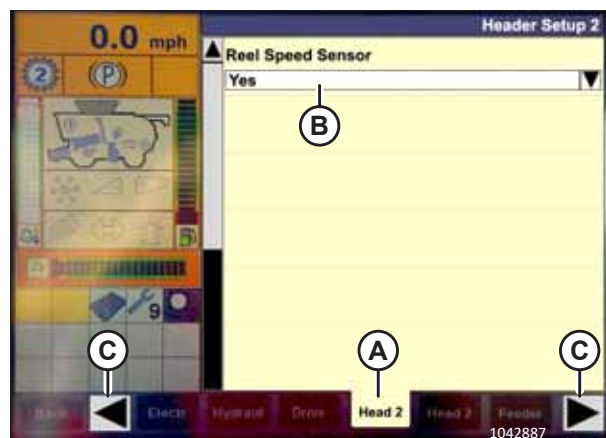 Header Setup 2
0.0 mph
Reel Speed Sensor
2
(P)
Yes
B
9
C
A
C
Back
Electr
Hydraul
Drive
Head 2
Head 2
Feeder
1042887